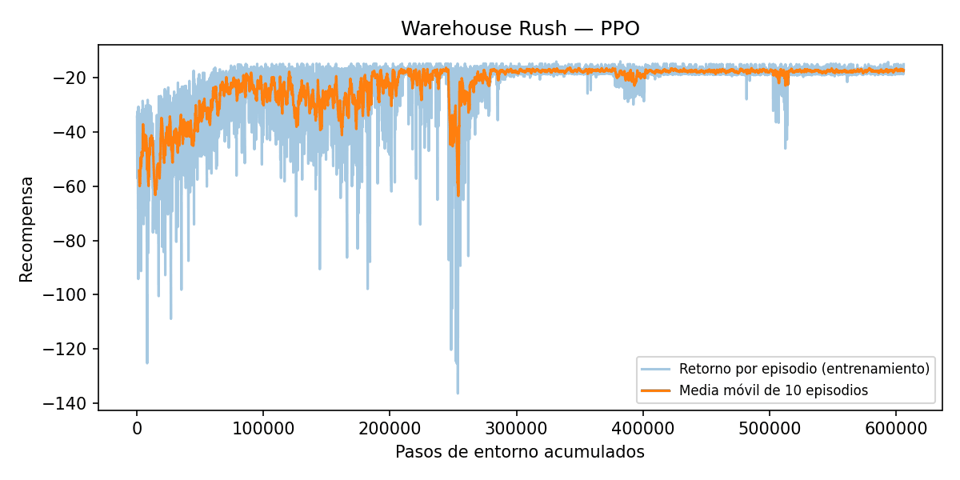 Warehouse Rush — PPO
Recompensa
−20
−40
−60
−80
−100
−120
−140
Retorno por episodio (entrenamiento)
Media móvil de 10 episodios
0
100000
200000
300000
400000
500000
600000
Pasos de entorno acumulados